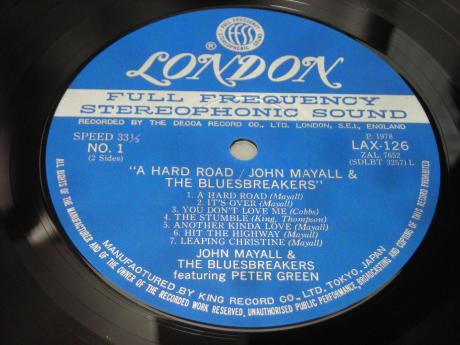 FULL FREQUENCY
ffss
STEREOPHONIC SOUND
® LONDON
FULL FREQUENCY
STEREOPHONIC SOUND
RECORDED BY THE DECCA RECORD CO., LTD. LONDON, S.E.1, ENGLAND
SPEED 33⅓
NO. 1
(2 Sides)
℗ 1978
LAX-126
ZAL 7652
(SDLBT 3257) L
"A HARD ROAD / JOHN MAYALL &
THE BLUESBREAKERS"
1. A HARD ROAD (Mayall)
2. IT'S OVER (Mayall)
3. YOU DON'T LOVE ME (Cobbs)
4. THE STUMBLE (King, Thompson)
5. ANOTHER KINDA LOVE (Mayall)
6. HIT THE HIGHWAY (Mayall)
7. LEAPING CHRISTINE (Mayall)
JOHN MAYALL &
THE BLUESBREAKERS
featuring PETER GREEN
MANUFACTURED BY KING RECORD CO., LTD. TOKYO, JAPAN
ALL RIGHTS OF THE MANUFACTURER AND OF THE OWNER OF THE RECORDED WORK RESERVED. UNAUTHORISED PUBLIC PERFORMANCE, BROADCASTING AND COPYING OF THIS RECORD PROHIBITED